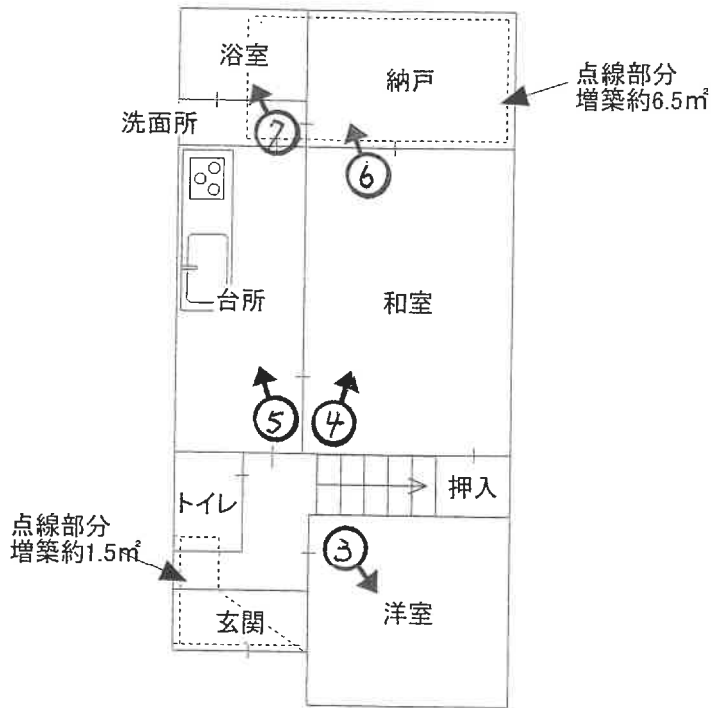 浴室
納戸
点線部分
増築約6.5㎡
洗面所
⑦
⑥
台所
和室
⑤
④
トイレ
押入
点線部分
増築約1.5㎡
③
玄関
洋室